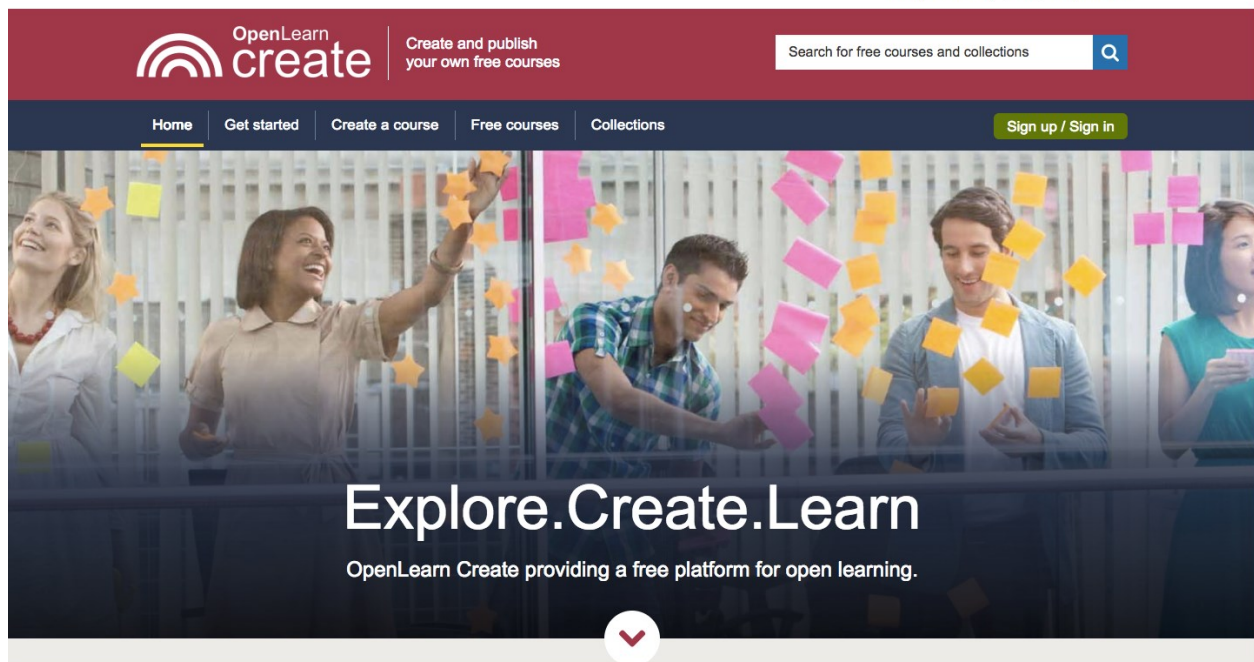 OpenLearn
create
Create and publish
your own free courses
Search for free courses and collections
Home
Get started
Create a course
Free courses
Collections
Sign up / Sign in
Explore.Create.Learn
OpenLearn Create providing a free platform for open learning.